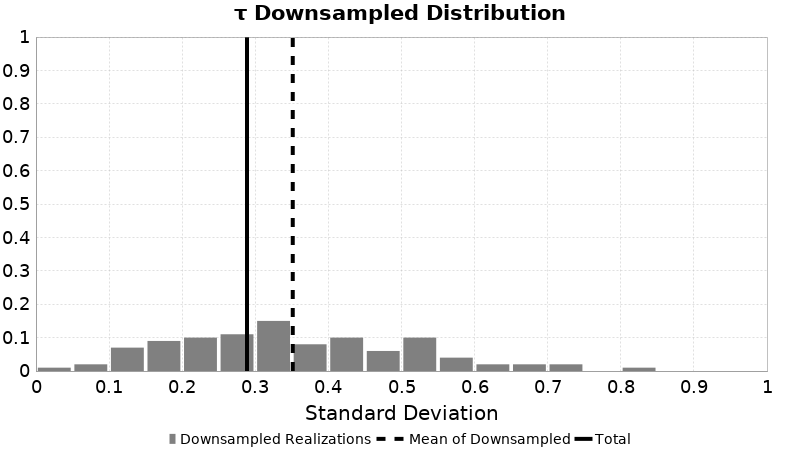 τ Downsampled Distribution
1
0.9
0.8
0.7
0.6
0.5
0.4
0.3
0.2
0.1
0
0 0.1 0.2 0.3 0.4 0.5 0.6 0.7 0.8 0.9 1
Standard Deviation
Downsampled Realizations Mean of Downsampled Total